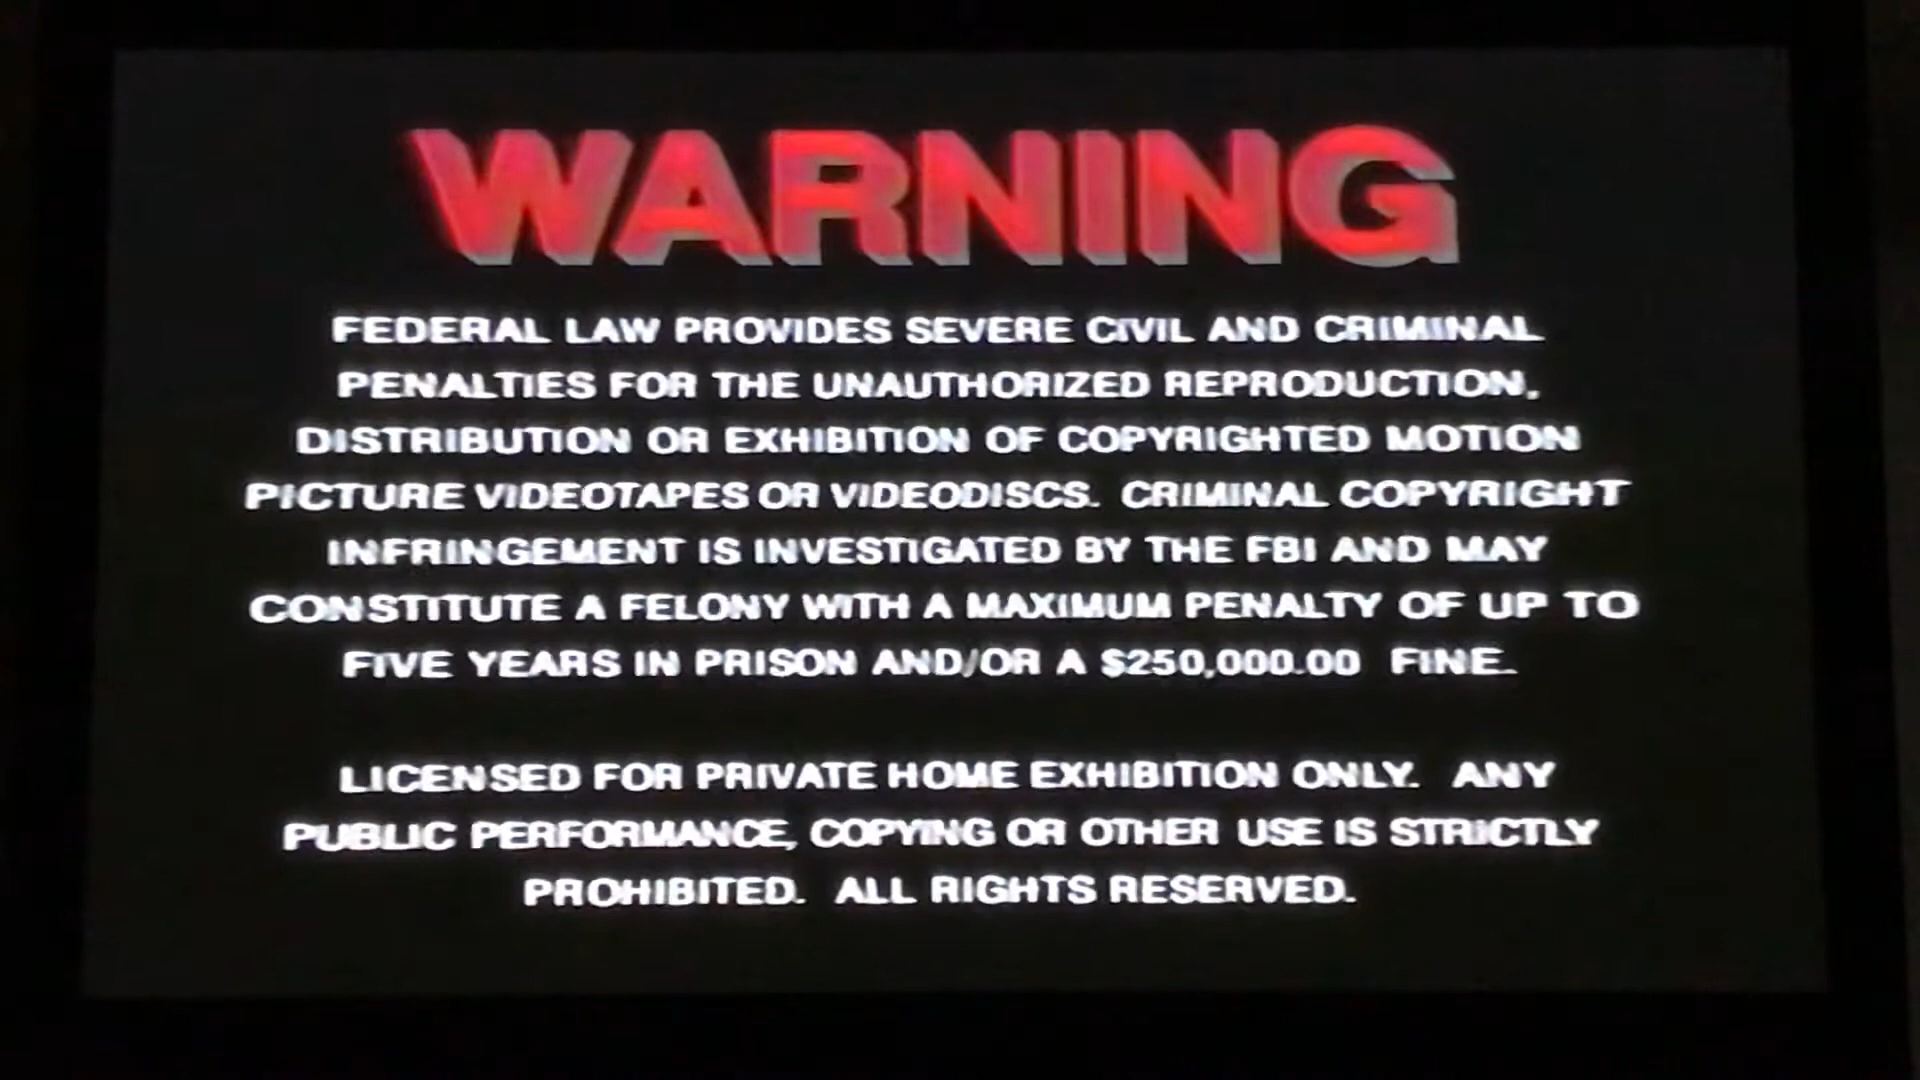 WARNING
FEDERAL LAW PROVIDES SEVERE CIVIL AND CRIMINAL
PENALTIES FOR THE UNAUTHORIZED REPRODUCTION,
DISTRIBUTION OR EXHIBITION OF COPYRIGHTED MOTION
PICTURE VIDEOTAPES OR VIDEODISCS. CRIMINAL COPYRIGHT
INFRINGEMENT IS INVESTIGATED BY THE FBI AND MAY
CONSTITUTE A FELONY WITH A MAXIMUM PENALTY OF UP TO
FIVE YEARS IN PRISON AND/OR A $250,000.00 FINE.
LICENSED FOR PRIVATE HOME EXHIBITION ONLY. ANY
PUBLIC PERFORMANCE, COPYING OR OTHER USE IS STRICTLY
PROHIBITED. ALL RIGHTS RESERVED.